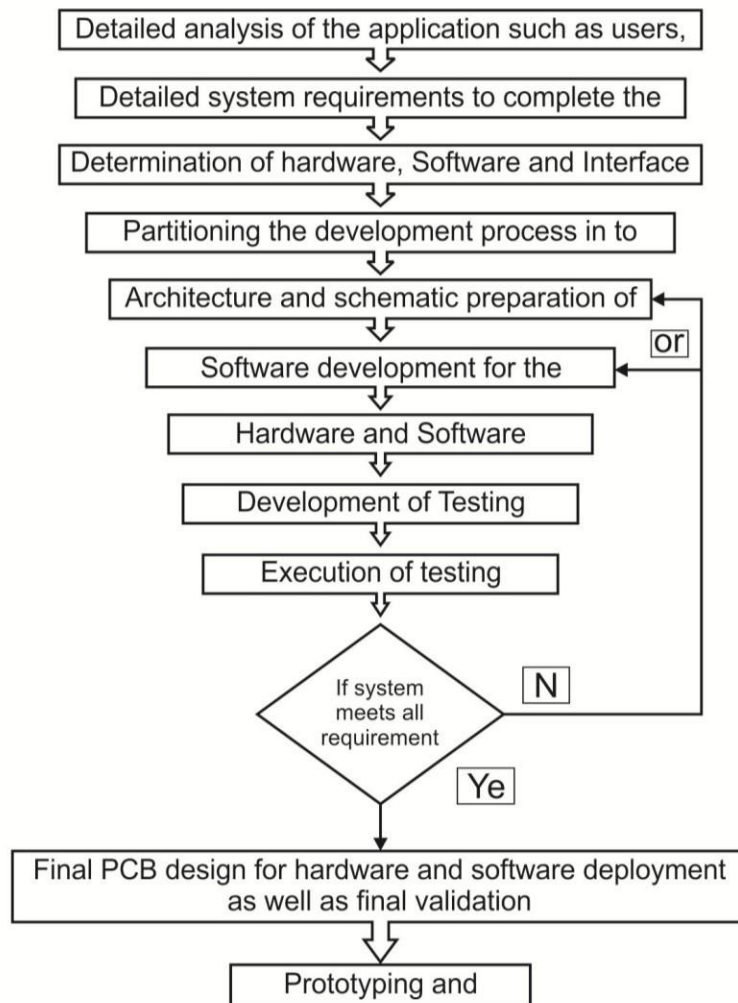 Detailed analysis of the application such as users,
Detailed system requirements to complete the
Determination of hardware, Software and Interface
Partitioning the development process in to
Architecture and schematic preparation of
or
Software development for the
Hardware and Software
Development of Testing
Execution of testing
If system
meets all
requirement
N
Ye
Final PCB design for hardware and software deployment
as well as final validation
Prototyping and